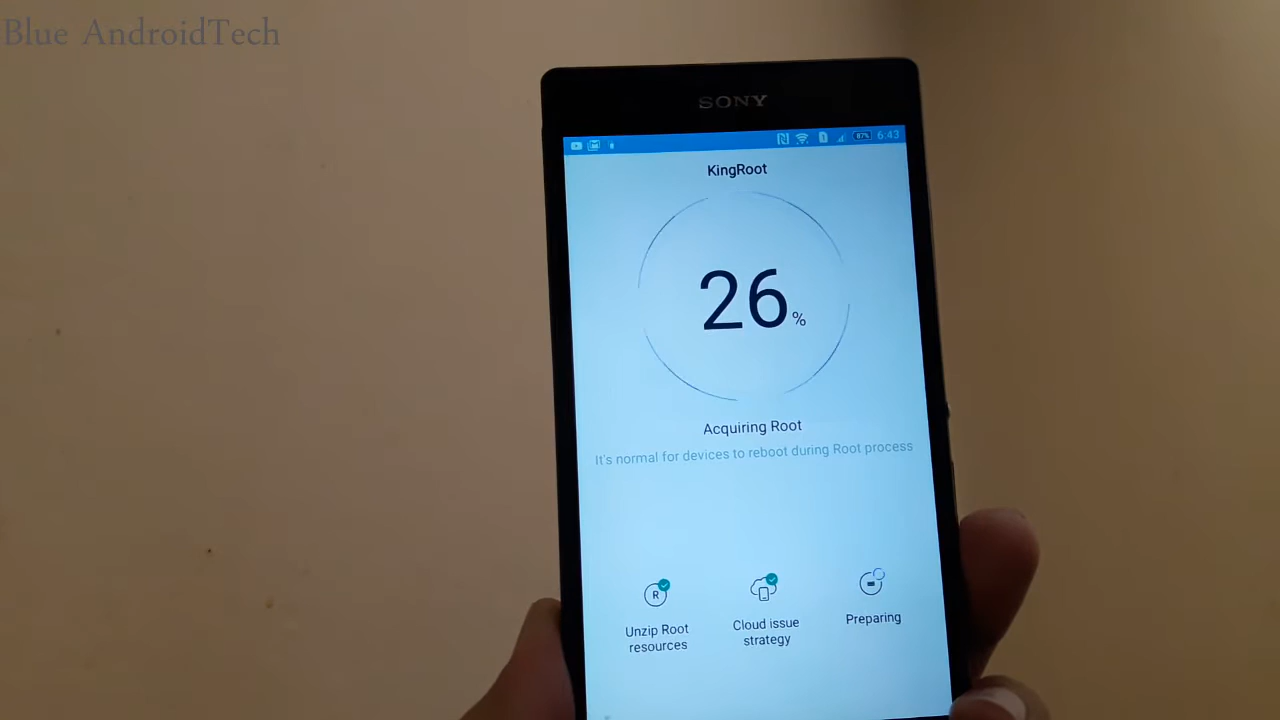 Blue AndroidTech
SONY
87% 6:43
KingRoot
26%
Acquiring Root
It's normal for devices to reboot during Root process
R
Unzip Root
resources
Cloud issue
strategy
Preparing